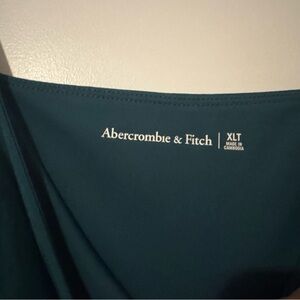 Abercrombie & Fitch | XLT
MADE IN
CAMBODIA